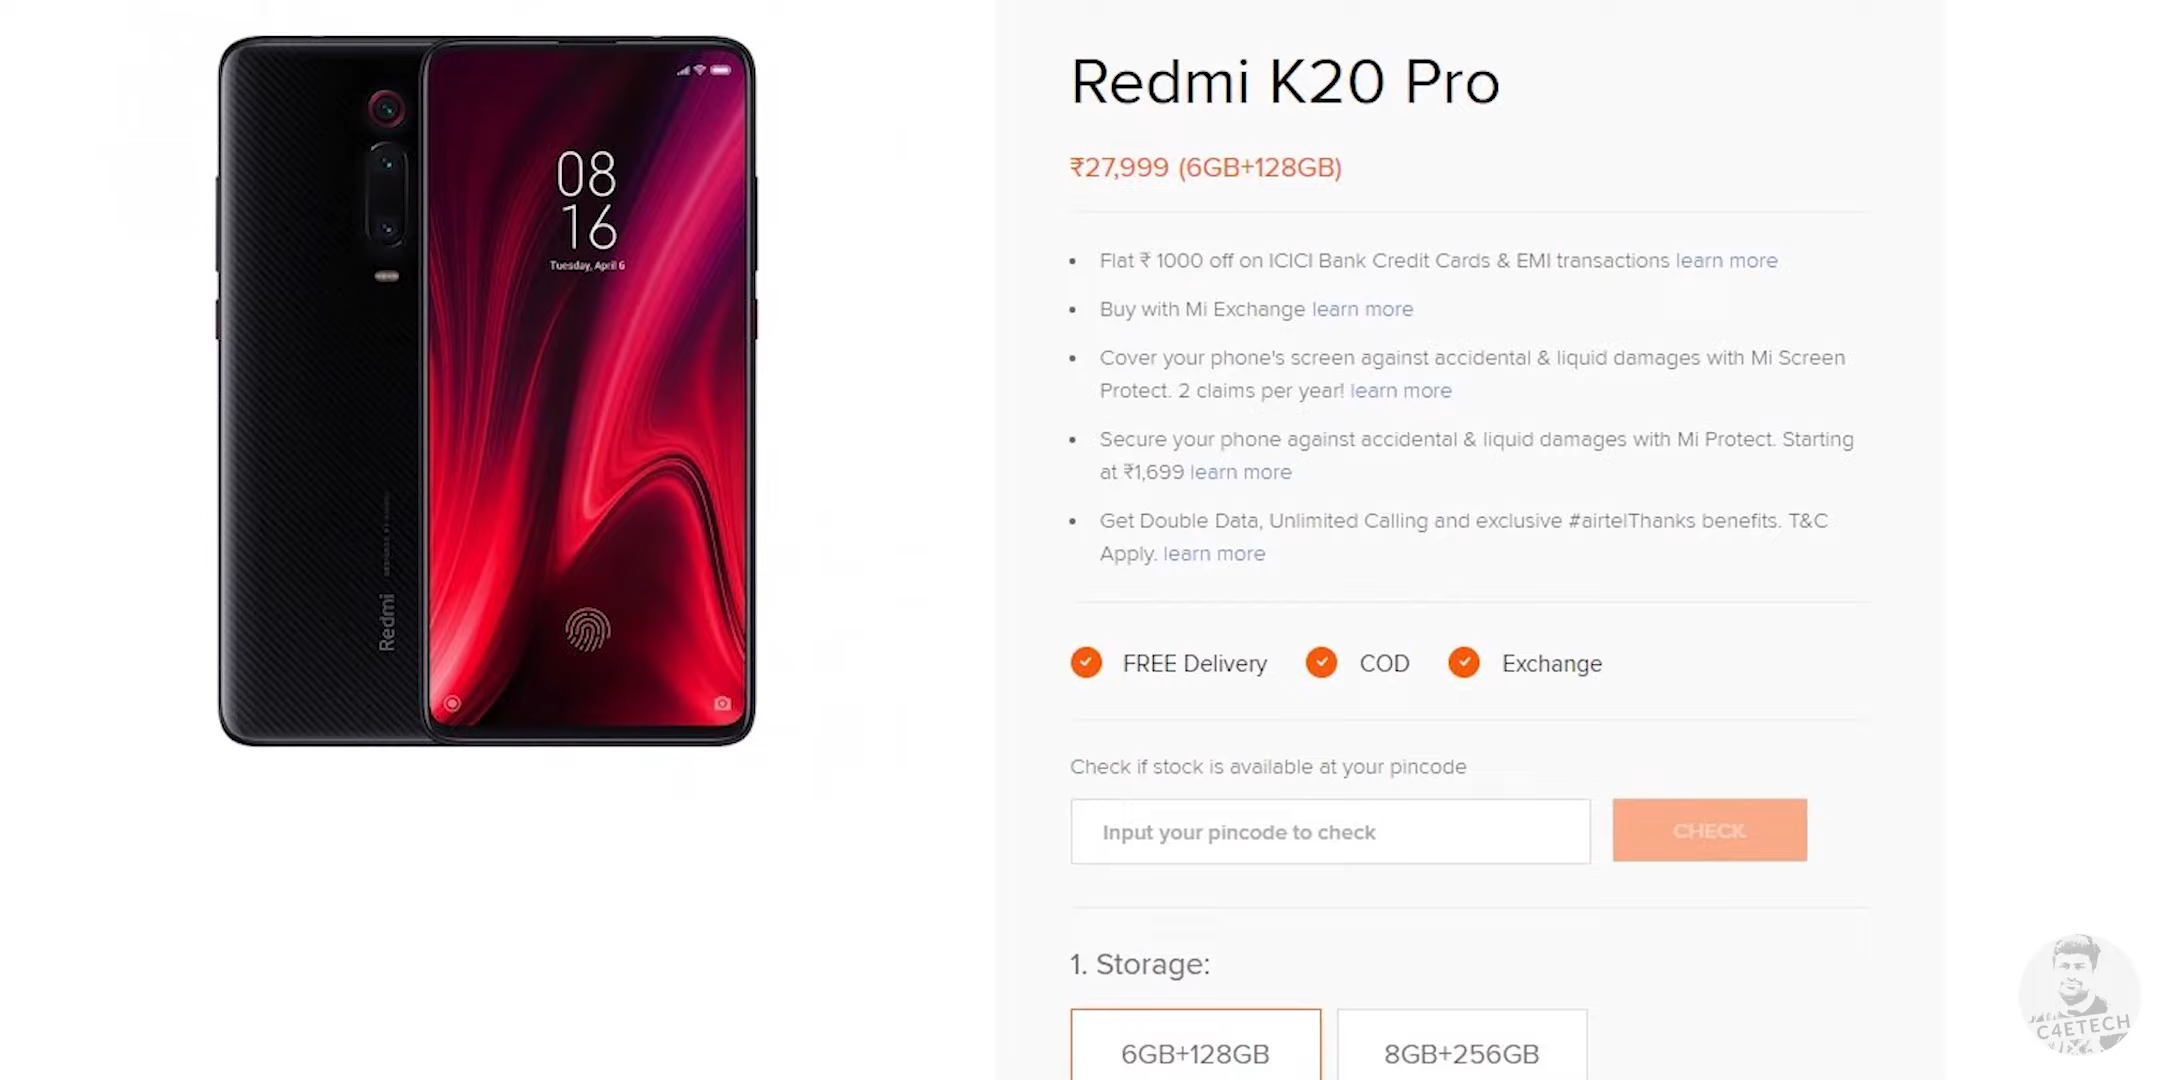 08
16
Tuesday, April 6
Redmi
Redmi K20 Pro
₹27,999 (6GB+128GB)
Flat ₹ 1000 off on ICICI Bank Credit Cards & EMI transactions learn more
Buy with Mi Exchange learn more
Cover your phone's screen against accidental & liquid damages with Mi Screen
Protect. 2 claims per year! learn more
Secure your phone against accidental & liquid damages with Mi Protect. Starting
at ₹1,699 learn more
Get Double Data, Unlimited Calling and exclusive #airtelThanks benefits. T&C
Apply. learn more
FREE Delivery COD Exchange
Check if stock is available at your pincode
Input your pincode to check CHECK
1. Storage:
6GB+128GB 8GB+256GB
C4ETECH